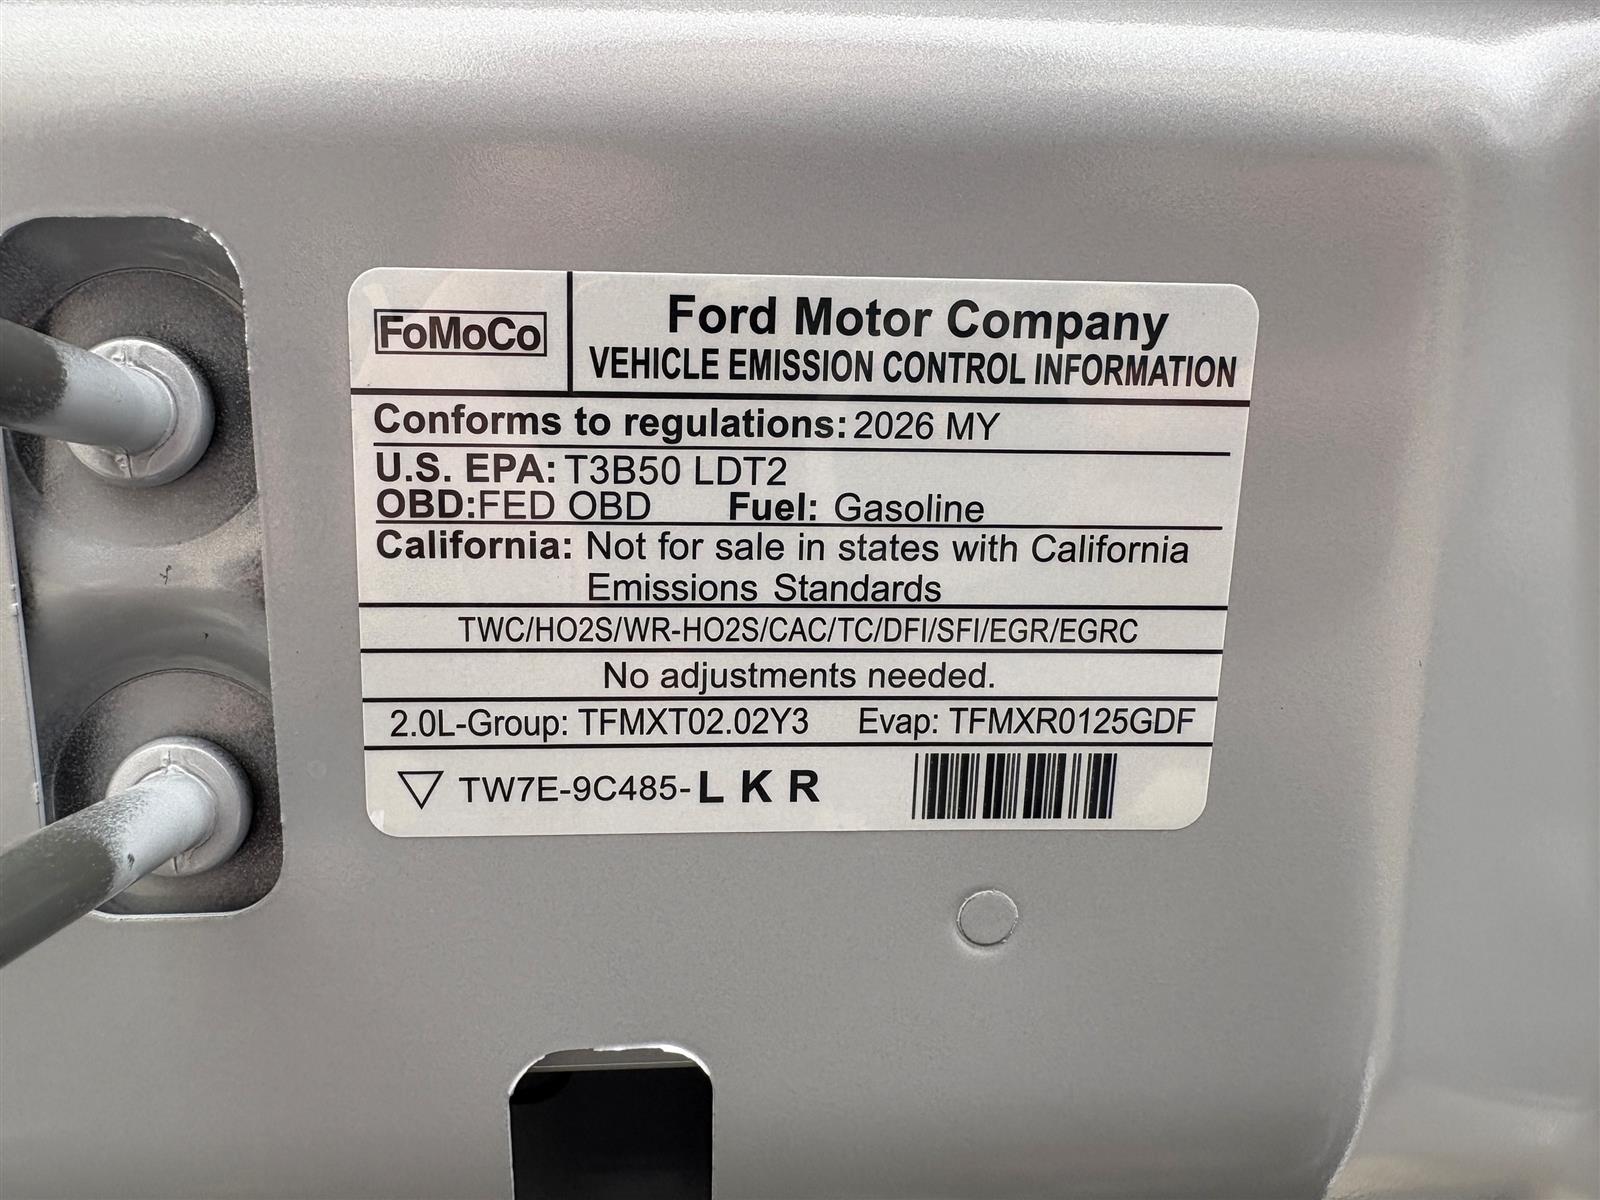 FoMoCo
Ford Motor Company
VEHICLE EMISSION CONTROL INFORMATION
Conforms to regulations: 2026 MY
U.S. EPA: T3B50 LDT2
OBD:FED OBD Fuel: Gasoline
California: Not for sale in states with California
Emissions Standards
TWC/HO2S/WR-HO2S/CAC/TC/DFI/SFI/EGR/EGRC
No adjustments needed.
2.0L-Group: TFMXT02.02Y3 Evap: TFMXR0125GDF
TW7E-9C485-L K R